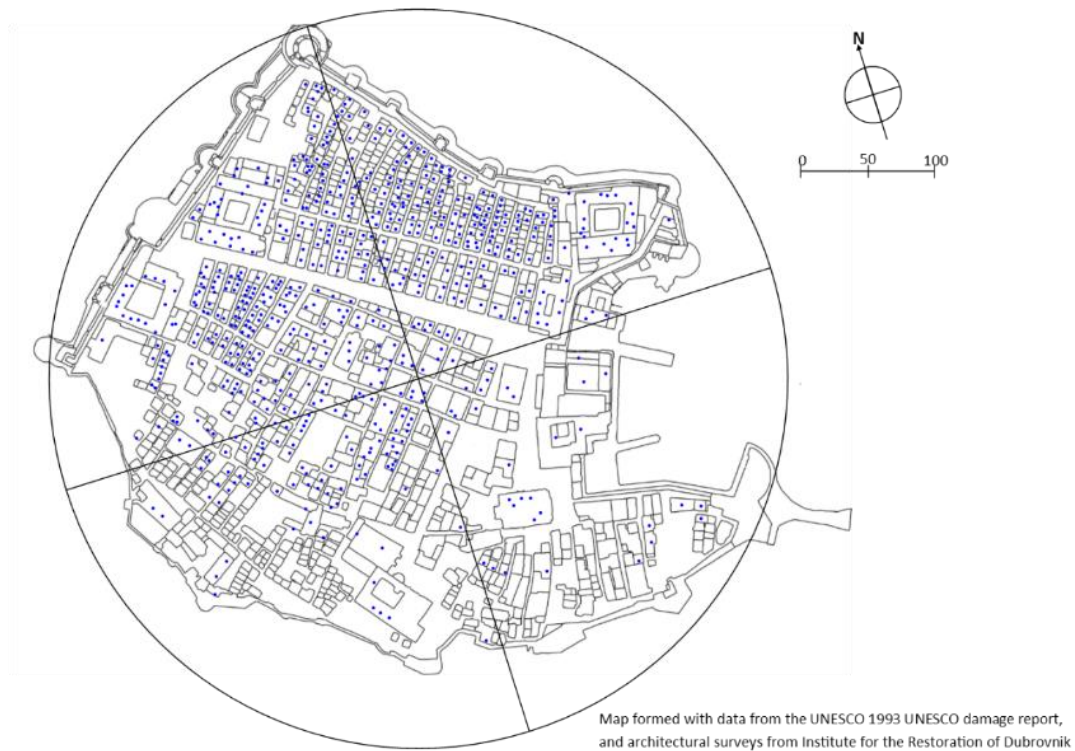 N
0 50 100
Map formed with data from the UNESCO 1993 UNESCO damage report,
and architectural surveys from Institute for the Restoration of Dubrovnik